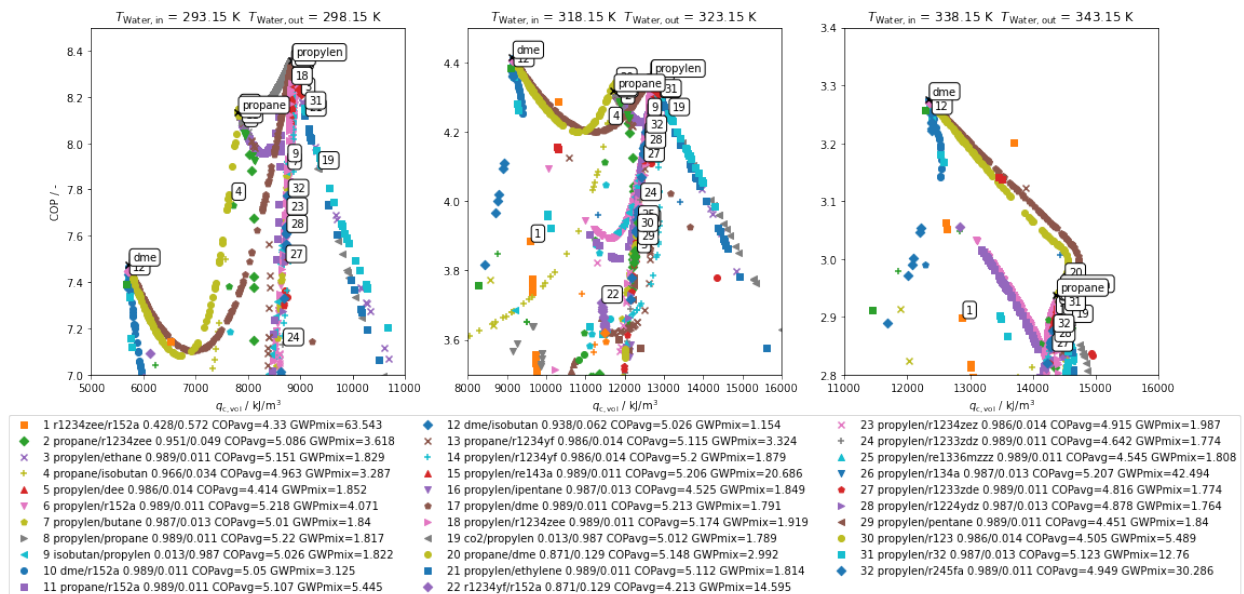 T Water, in = 293.15 K T Water, out = 298.15 K
T Water, in = 318.15 K T Water, out = 323.15 K
T Water, in = 338.15 K T Water, out = 343.15 K
COP / -
8.4
8.2
8.0
7.8
7.6
7.4
7.2
7.0
5000 6000 7000 8000 9000 10000 11000
q c,vol / kJ/m³
propylen
18
propane
31
9
19
4
32
23
28
27
dme
12
24
4.4
4.2
4.0
3.8
3.6
8000 9000 10000 11000 12000 13000 14000 15000 16000
q c,vol / kJ/m³
dme
12
propylen
propane
31
4
9
19
32
28
27
24
30
1
29
22
3.4
3.3
3.2
3.1
3.0
2.9
2.8
11000 12000 13000 14000 15000 16000
q c,vol / kJ/m³
dme
12
20
propane
31
1
19
32
28
27
1 r1234zee/r152a 0.428/0.572 COPavg=4.33 GWPmix=63.543
2 propane/r1234zee 0.951/0.049 COPavg=5.086 GWPmix=3.618
3 propylen/ethane 0.989/0.011 COPavg=5.151 GWPmix=1.829
4 propane/isobutan 0.966/0.034 COPavg=4.963 GWPmix=3.287
5 propylen/dee 0.986/0.014 COPavg=4.414 GWPmix=1.852
6 propylen/r152a 0.989/0.011 COPavg=5.218 GWPmix=4.071
7 propylen/butane 0.987/0.013 COPavg=5.01 GWPmix=1.84
8 propylen/propane 0.989/0.011 COPavg=5.22 GWPmix=1.817
9 isobutan/propylen 0.013/0.987 COPavg=5.026 GWPmix=1.822
10 dme/r152a 0.989/0.011 COPavg=5.05 GWPmix=3.125
11 propane/r152a 0.989/0.011 COPavg=5.107 GWPmix=5.445
12 dme/isobutan 0.938/0.062 COPavg=5.026 GWPmix=1.154
13 propane/r1234yf 0.986/0.014 COPavg=5.115 GWPmix=3.324
14 propylen/r1234yf 0.986/0.014 COPavg=5.2 GWPmix=1.879
15 propylen/re143a 0.989/0.011 COPavg=5.206 GWPmix=20.686
16 propylen/ipentane 0.987/0.013 COPavg=4.525 GWPmix=1.849
17 propylen/dme 0.989/0.011 COPavg=5.213 GWPmix=1.791
18 propylen/r1234zee 0.989/0.011 COPavg=5.174 GWPmix=1.919
19 co2/propylen 0.013/0.987 COPavg=5.012 GWPmix=1.789
20 propane/dme 0.871/0.129 COPavg=5.148 GWPmix=2.992
21 propylen/ethylene 0.989/0.011 COPavg=5.112 GWPmix=1.814
22 r1234yf/r152a 0.871/0.129 COPavg=4.213 GWPmix=14.595
23 propylen/r1234zez 0.986/0.014 COPavg=4.915 GWPmix=1.987
24 propylen/r1233zdz 0.989/0.011 COPavg=4.642 GWPmix=1.774
25 propylen/re1336mzzz 0.989/0.011 COPavg=4.545 GWPmix=1.808
26 propylen/r134a 0.987/0.013 COPavg=5.207 GWPmix=42.494
27 propylen/r1233zde 0.989/0.011 COPavg=4.816 GWPmix=1.774
28 propylen/r1224ydz 0.987/0.013 COPavg=4.878 GWPmix=1.764
29 propylen/pentane 0.989/0.011 COPavg=4.451 GWPmix=1.84
30 propylen/r123 0.986/0.014 COPavg=4.505 GWPmix=5.489
31 propylen/r32 0.987/0.013 COPavg=5.123 GWPmix=12.76
32 propylen/r245fa 0.989/0.011 COPavg=4.949 GWPmix=30.286